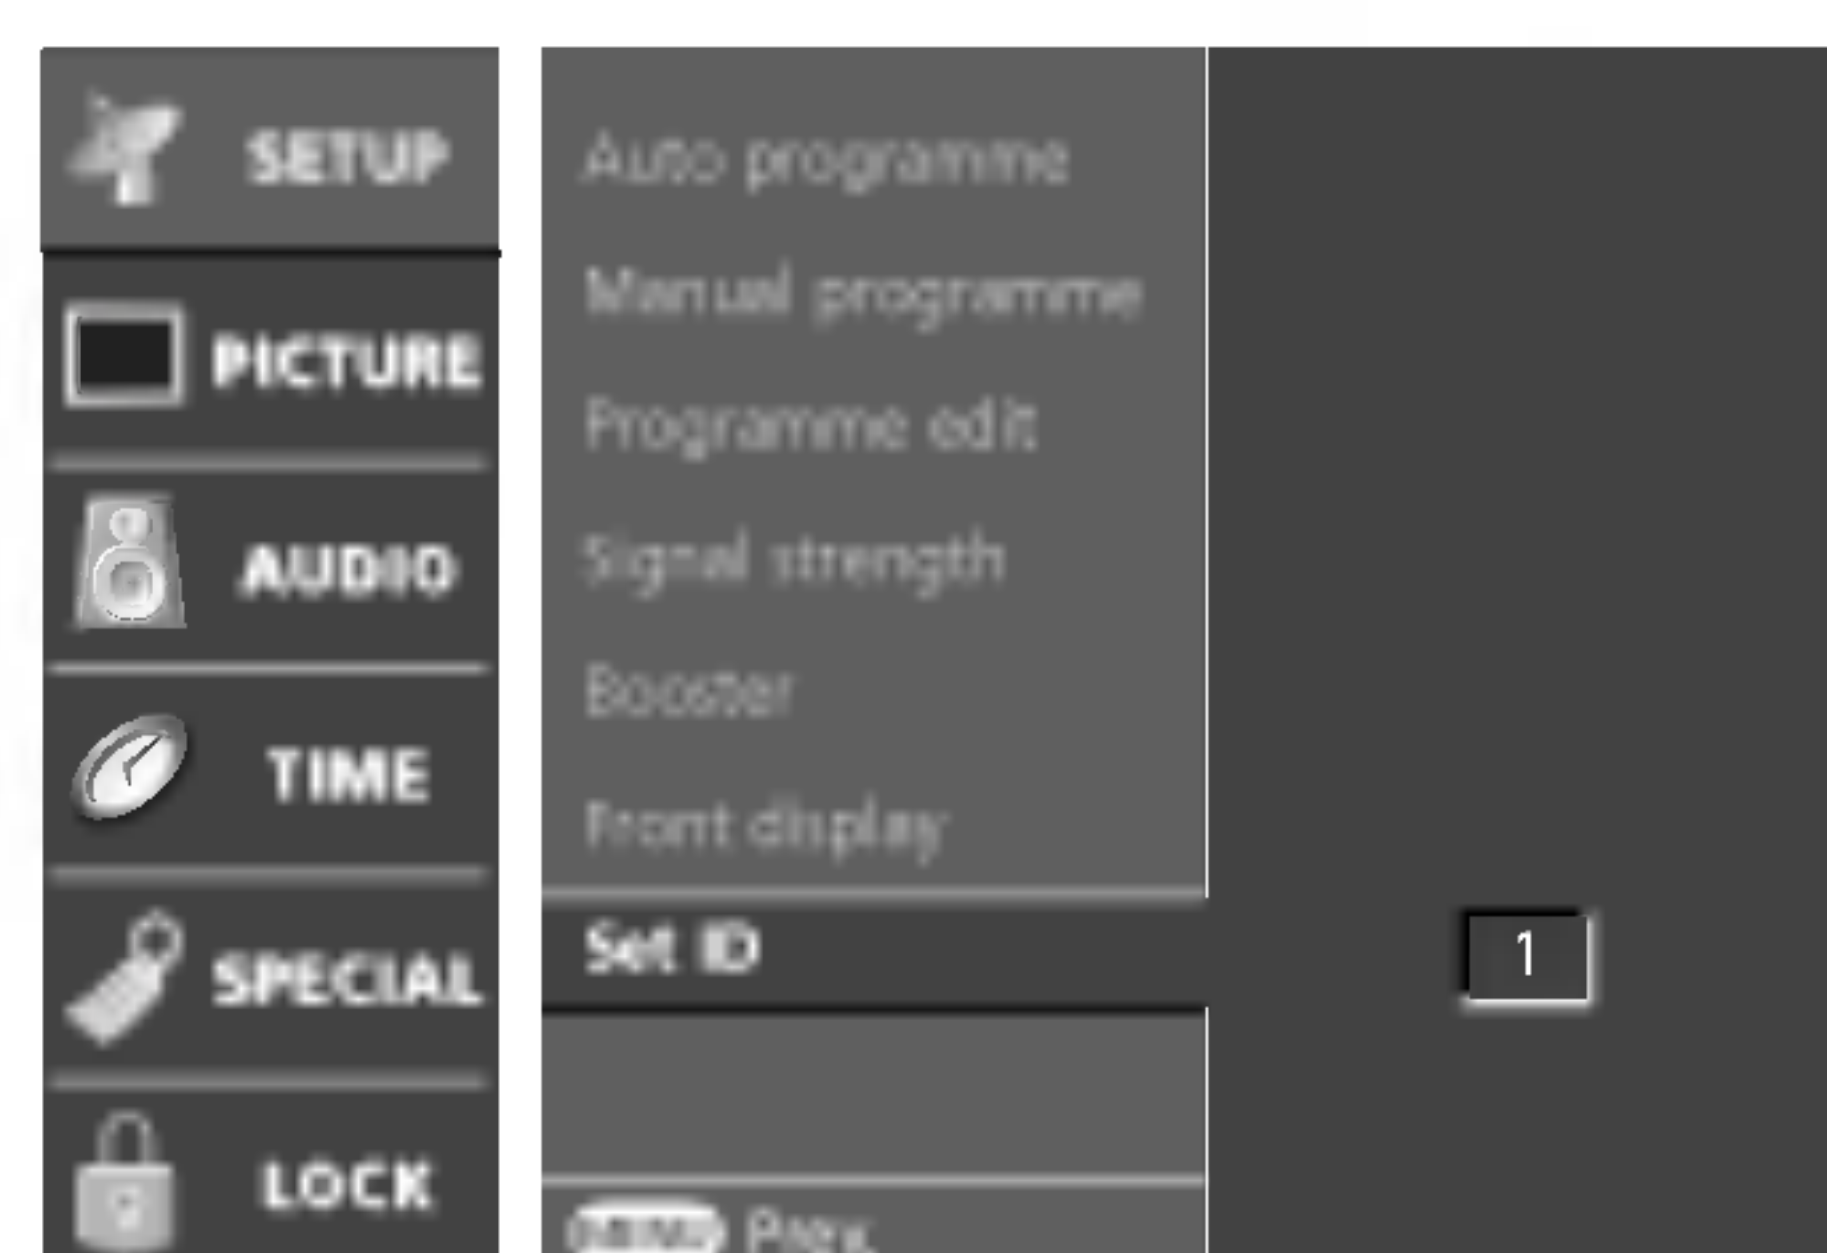 SETUP
PICTURE
AUDIO
TIME
SPECIAL
LOCK
Auto programme
Manual programme
Programme edit
Signal strength
Booster
Front display
Set ID
1
MENU Prev.